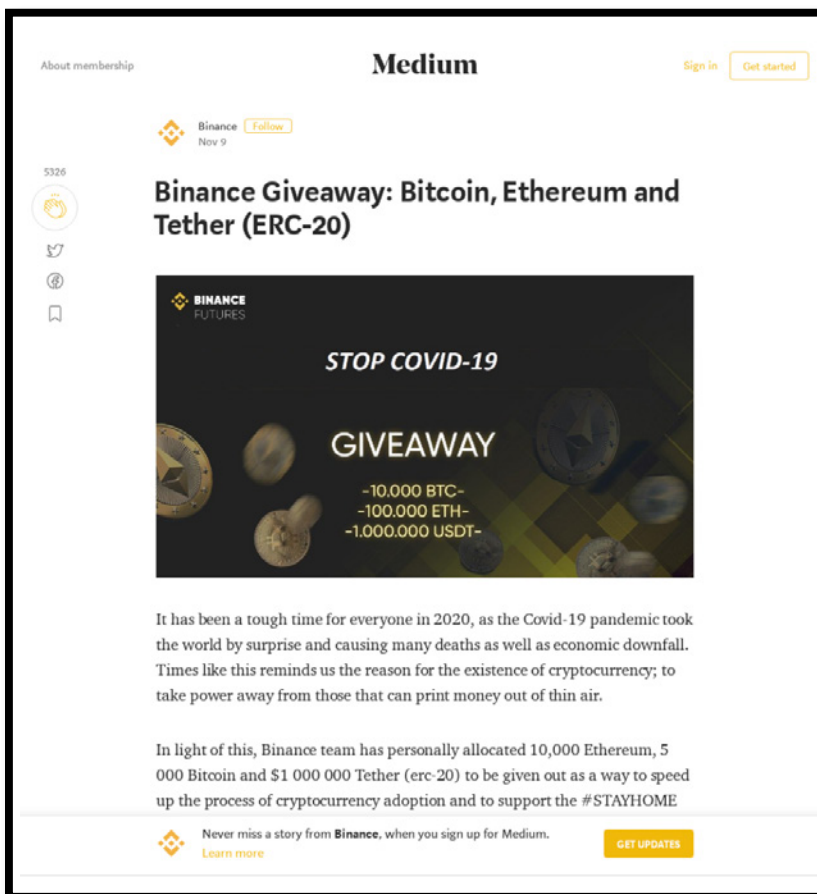 About membership
Medium
Sign in
Get started
Binance Follow
Nov 9
5326
Binance Giveaway: Bitcoin, Ethereum and
Tether (ERC-20)
BINANCE
FUTURES
STOP COVID-19
GIVEAWAY
-10.000 BTC-
-100.000 ETH-
-1.000.000 USDT-
It has been a tough time for everyone in 2020, as the Covid-19 pandemic took
the world by surprise and causing many deaths as well as economic downfall.
Times like this reminds us the reason for the existence of cryptocurrency; to
take power away from those that can print money out of thin air.
In light of this, Binance team has personally allocated 10,000 Ethereum, 5
000 Bitcoin and $1 000 000 Tether (erc-20) to be given out as a way to speed
up the process of cryptocurrency adoption and to support the #STAYHOME
Never miss a story from Binance, when you sign up for Medium.
Learn more
GET UPDATES